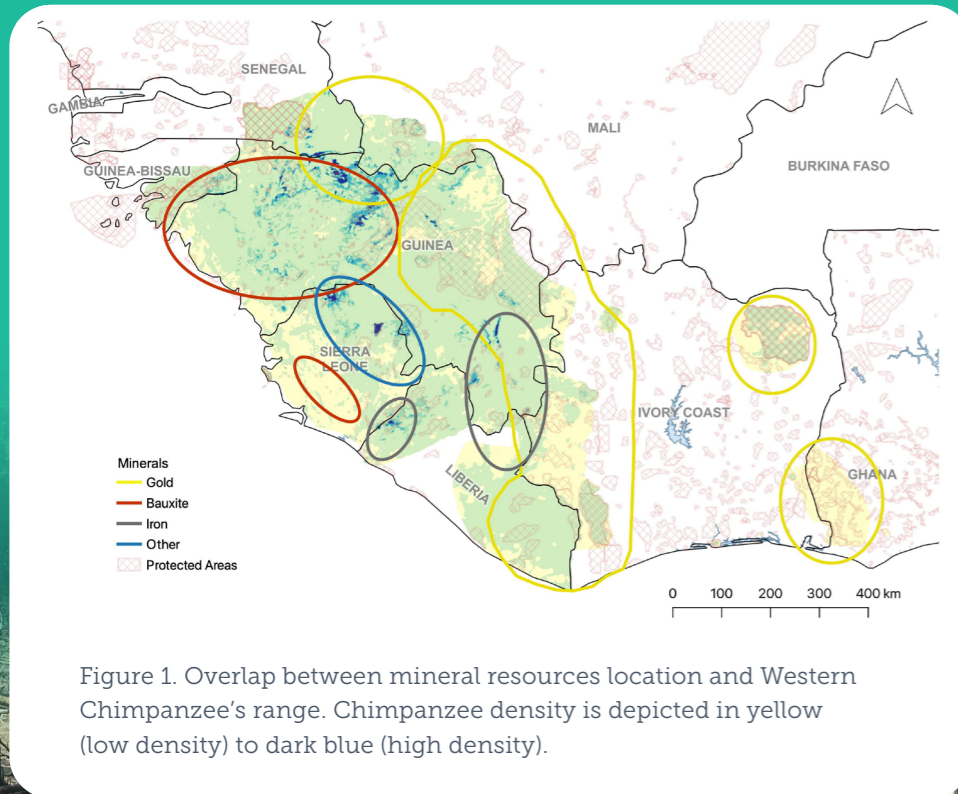 SENEGAL
GAMBIA
MALI
GUINEA-BISSAU
BURKINA FASO
GUINEA
SIERRA
LEONE
IVORY COAST
LIBERIA
GHANA
Minerals
Gold
Bauxite
Iron
Other
Protected Areas
0 100 200 300 400 km
Figure 1. Overlap between mineral resources location and Western
Chimpanzee’s range. Chimpanzee density is depicted in yellow
(low density) to dark blue (high density).